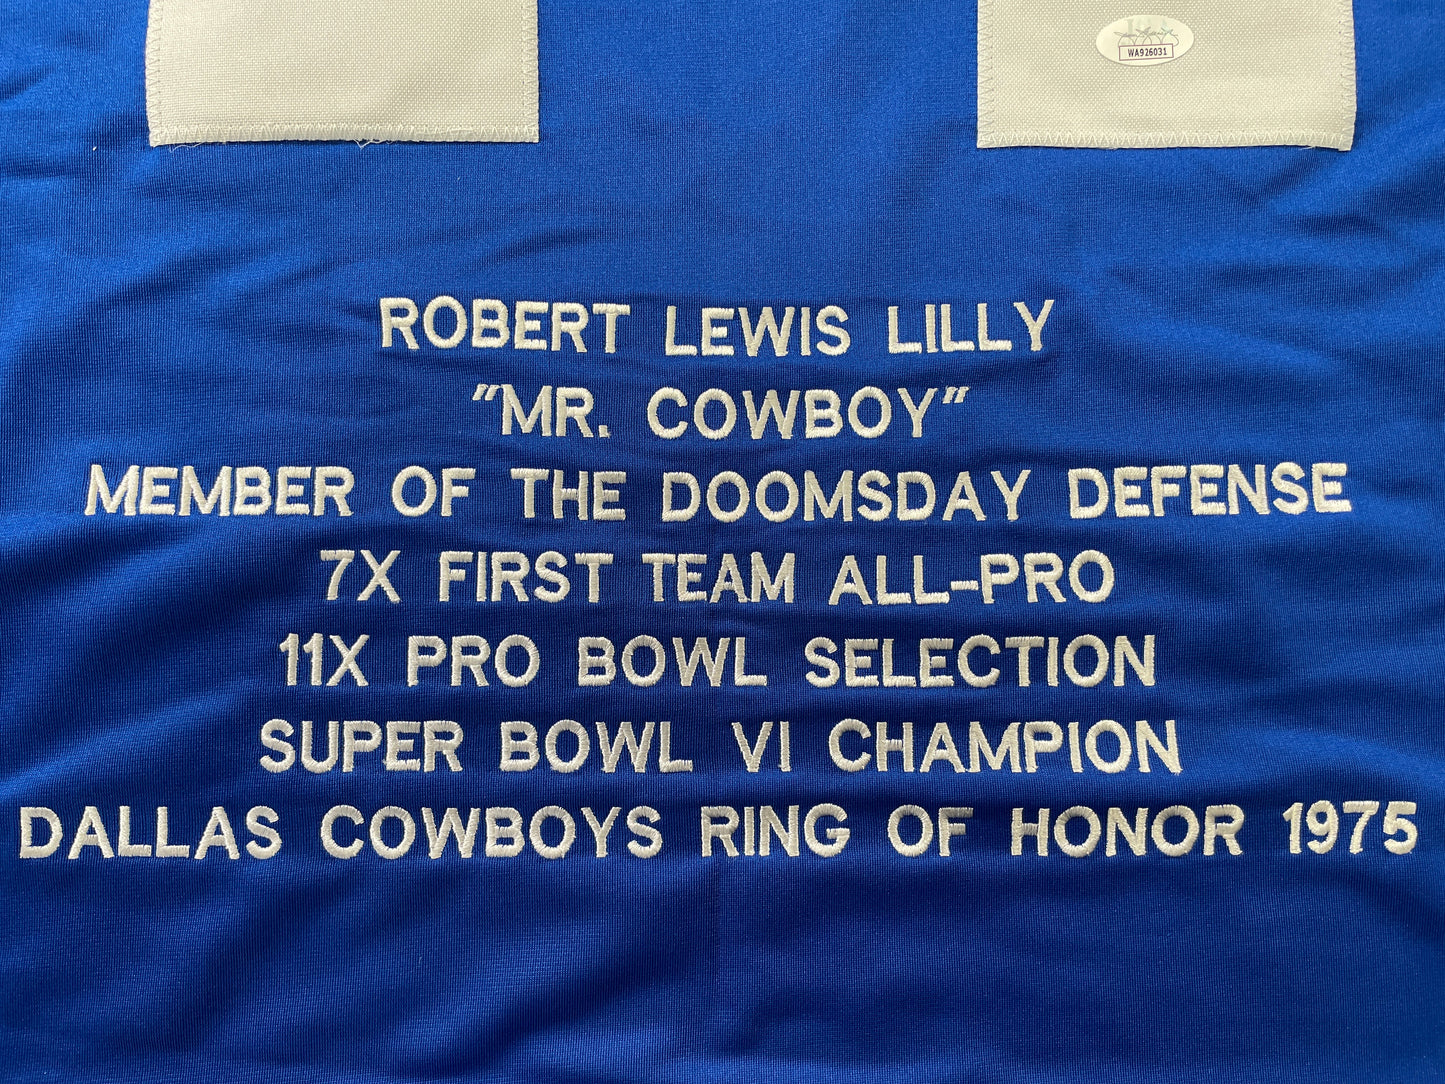 WA926031
ROBERT LEWIS LILLY
"MR. COWBOY"
MEMBER OF THE DOOMSDAY DEFENSE
7X FIRST TEAM ALL-PRO
11X PRO BOWL SELECTION
SUPER BOWL VI CHAMPION
DALLAS COWBOYS RING OF HONOR 1975